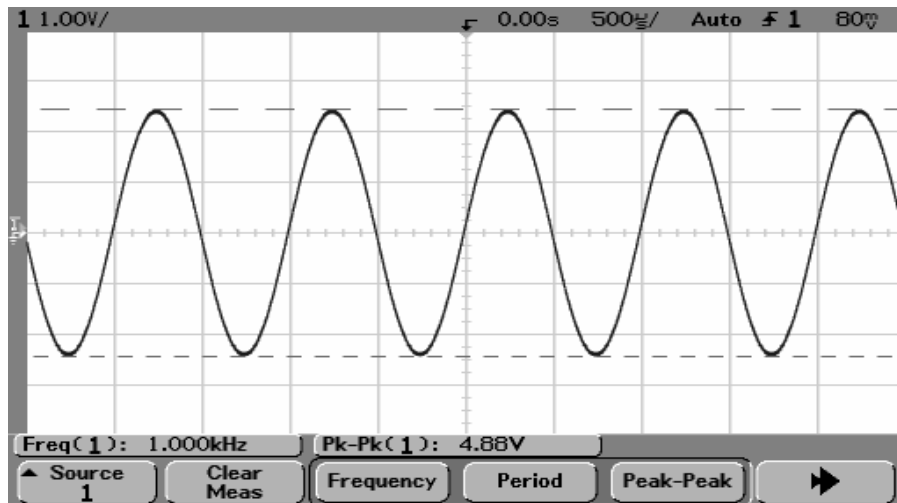 1 1.00V/ 0.00s 500µs/ Auto 1 80mV
Freq(1): 1.000kHz Pk-Pk(1): 4.88V
Source
1
Clear
Meas
Frequency
Period
Peak-Peak